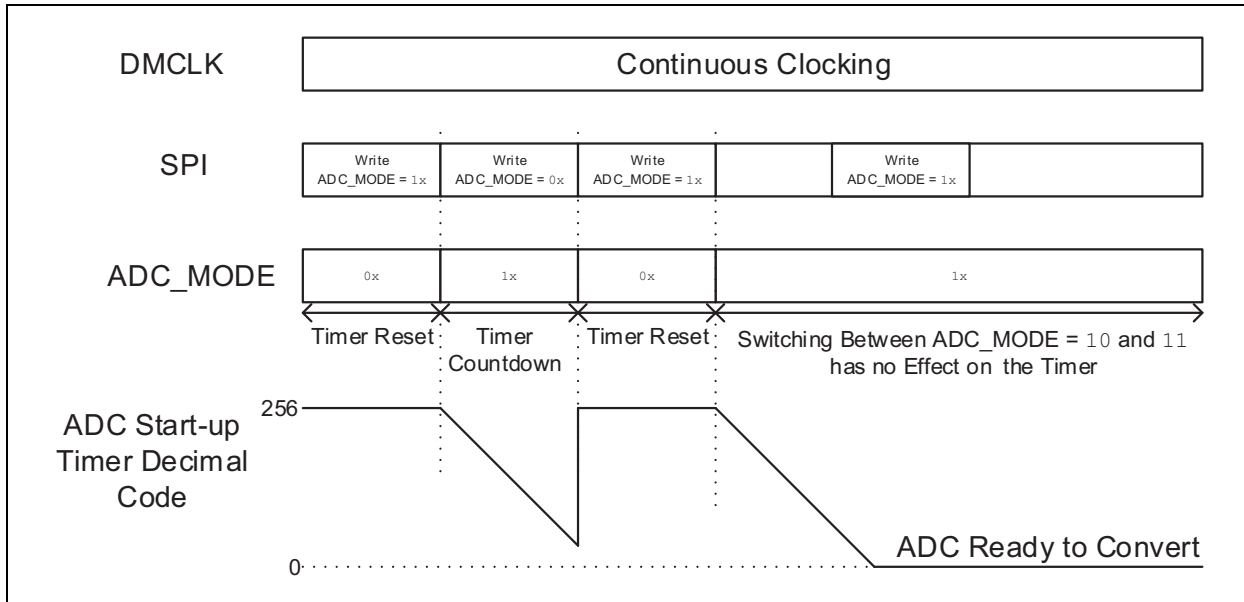 DMCLK
Continuous Clocking
SPI
Write
ADC_MODE = 1x
Write
ADC_MODE = 0x
Write
ADC_MODE = 1x
Write
ADC_MODE = 1x
ADC_MODE
0x
1x
0x
1x
Timer Reset
Timer
Countdown
Timer Reset
Switching Between ADC_MODE = 10 and 11
has no Effect on the Timer
ADC Start-up
Timer Decimal
Code
256
0
ADC Ready to Convert